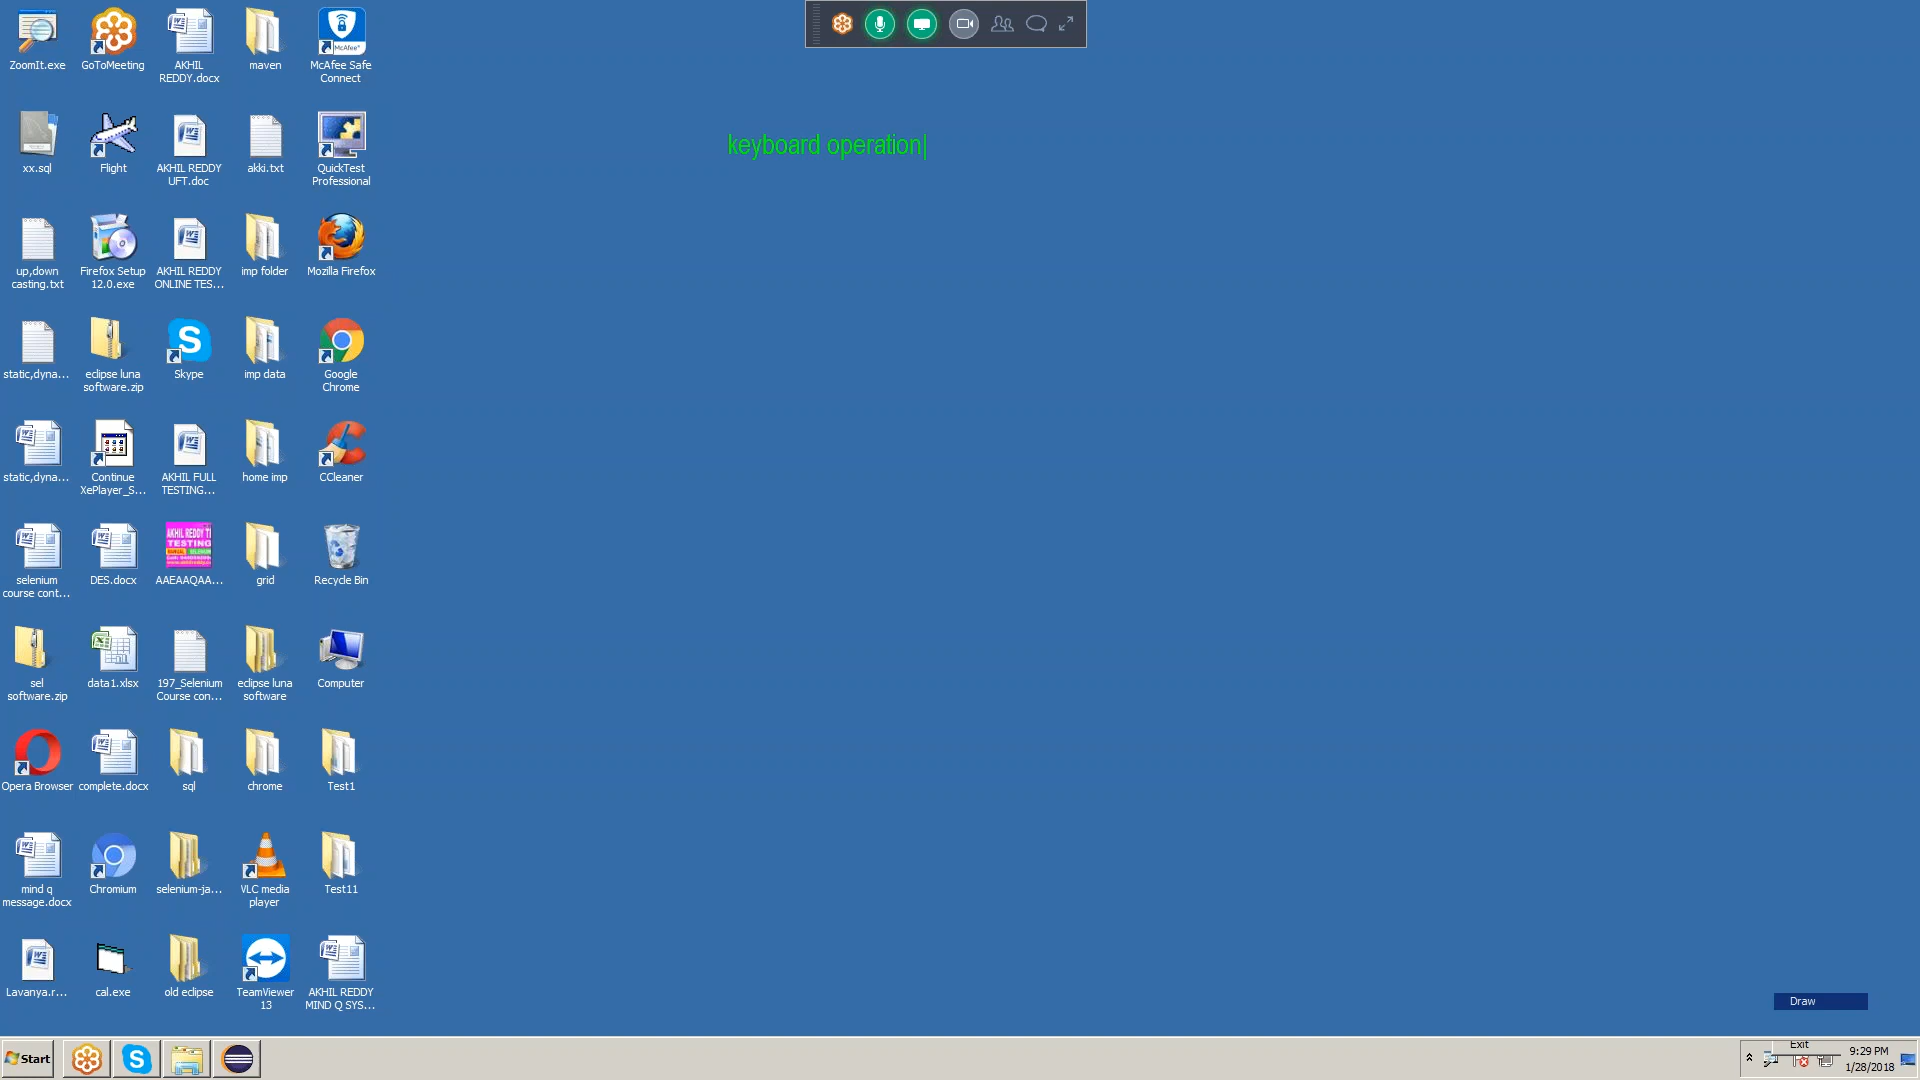 ZoomIt.exe
GoToMeeting
AKHIL
REDDY.docx
maven
McAfee Safe
Connect
keyboard operation
xx.sql
Flight
AKHIL REDDY
UFT.doc
akki.txt
QuickTest
Professional
up,down
casting.txt
Firefox Setup
12.0.exe
AKHIL REDDY
ONLINE TES...
imp folder
Mozilla Firefox
static,dyna...
eclipse luna
software.zip
Skype
imp data
Google
Chrome
static,dyna...
Continue
XePlayer_S...
AKHIL FULL
TESTING...
home imp
CCleaner
selenium
course cont...
DES.docx
AAEAAQAA...
grid
Recycle Bin
sel
software.zip
data1.xlsx
197_Selenium
Course con...
eclipse luna
software
Computer
Opera Browser
complete.docx
sql
chrome
Test1
mind q
message.docx
Chromium
selenium-ja...
VLC media
player
Test11
Lavanya.r...
cal.exe
old eclipse
TeamViewer
13
AKHIL REDDY
MIND Q SYS...
Draw
Exit
Start
9:29 PM
1/28/2018